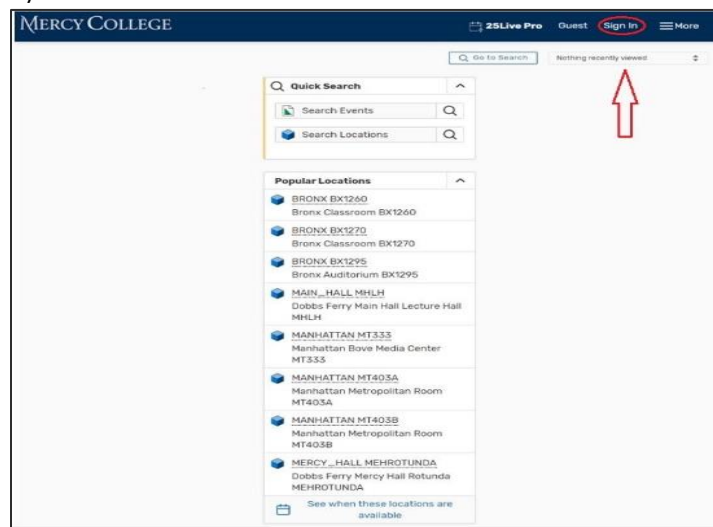 MERCY COLLEGE
25Live Pro Guest Sign In More
Go to Search Nothing recently viewed
Quick Search
Search Events
Search Locations
Popular Locations
BRONX BX1260
Bronx Classroom BX1260
BRONX BX1270
Bronx Classroom BX1270
BRONX BX1295
Bronx Auditorium BX1295
MAIN_HALL MHLH
Dobbs Ferry Main Hall Lecture Hall
MHLH
MANHATTAN MT333
Manhattan Bove Media Center
MT333
MANHATTAN MT403A
Manhattan Metropolitan Room
MT403A
MANHATTAN MT403B
Manhattan Metropolitan Room
MT403B
MERCY_HALL MEHROTUNDA
Dobbs Ferry Mercy Hall Rotunda
MEHROTUNDA
See when these locations are
available